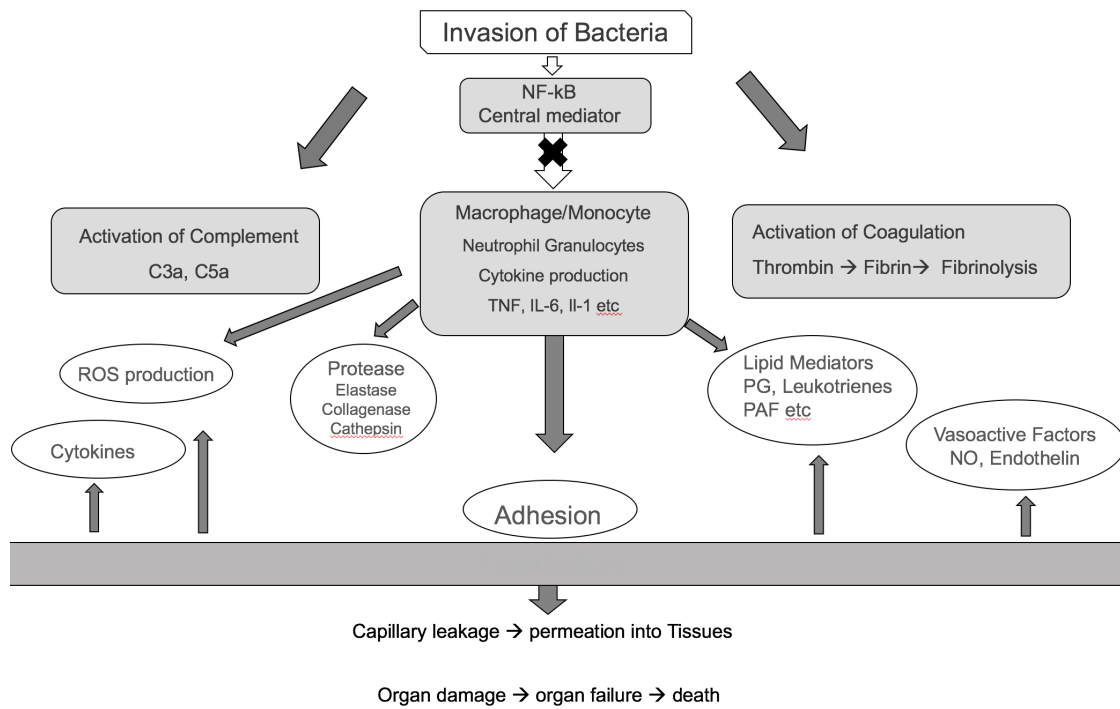 Invasion of Bacteria
NF-kB
Central mediator
Macrophage/Monocyte
Neutrophil Granulocytes
Cytokine production
TNF, IL-6, Il-1 etc
Activation of Complement
C3a, C5a
Activation of Coagulation
Thrombin → Fibrin→ Fibrinolysis
ROS production
Cytokines
Protease
Elastase
Collagenase
Cathepsin
Adhesion
Lipid Mediators
PG, Leukotrienes
PAF etc
Vasoactive Factors
NO, Endothelin
Capillary leakage → permeation into Tissues
Organ damage → organ failure → death